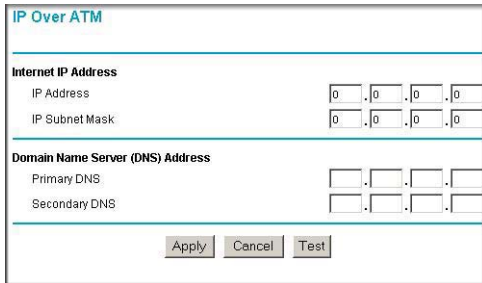 IP Over ATM
Internet IP Address
IP Address 0 . 0 . 0 . 0
IP Subnet Mask 0 . 0 . 0 . 0
Domain Name Server (DNS) Address
Primary DNS . . .
Secondary DNS . . .
Apply Cancel Test